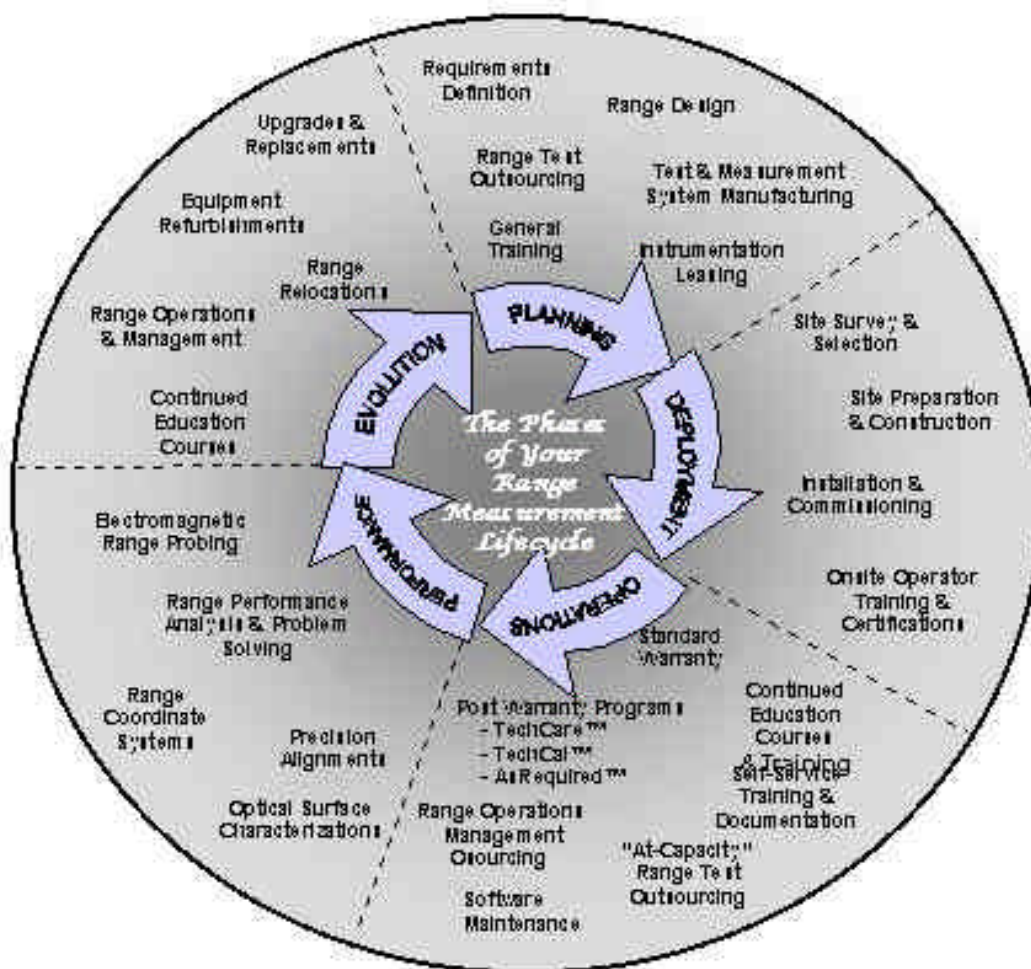 Requirements
Definition
Range Design
Range Test
Outsourcing
Test & Measurement
System Manufacturing
General
Training
Instrumentation
Leasing
PLANNING
Site Survey &
Selection
Site Preparation
& Construction
Installation &
Commissioning
Onsite Operator
Training &
Certifications
DEPLOYMENT
Standard
Warranty
Continued
Education
Courses
& Training
Self-Service
Training &
Documentation
"At-Capacity"
Range Test
Outsourcing
Post Warranty Programs
- TechCare™
- TechCal™
- AsRequired™
Range Operations
Management
Osourcing
Software
Maintenance
OPERATIONS
Precision
Alignments
Optical Surface
Characterizations
Range
Coordinate
Systems
Range Performance
Analysis & Problem
Solving
Electromagnetic
Range Probing
PERFORMANCE
Continued
Education
Courses
Range Operations
& Management
Range
Relocations
Equipment
Refurbishments
Upgrades &
Replacements
EVOLUTION
The Phases
of Your
Range
Measurement
Lifecycle